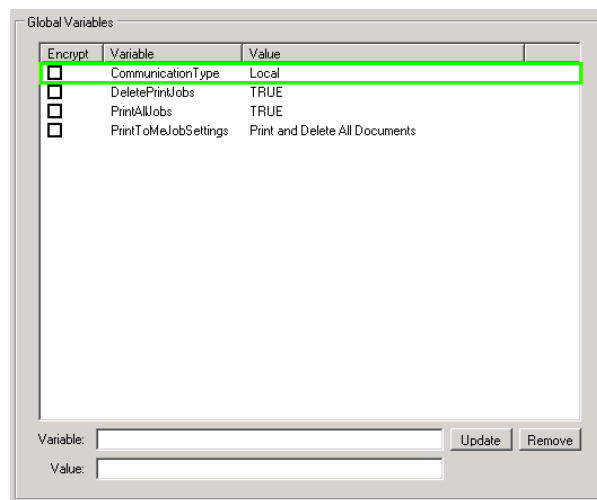 Global Variables
Encrypt Variable Value
CommunicationType Local
DeletePrintJobs TRUE
PrintAllJobs TRUE
PrintToMeJobSettings Print and Delete All Documents
Variable: Update Remove
Value: